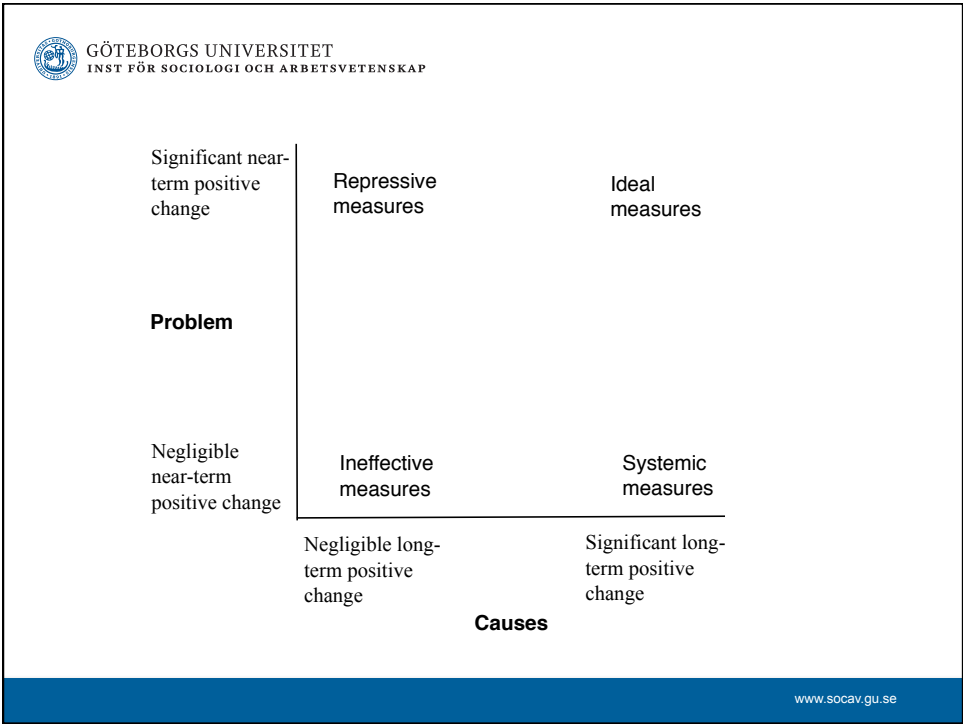 GÖTEBORGS UNIVERSITET
INST FÖR SOCIOLOGI OCH ARBETSVETENSKAP
Significant near-
term positive
change
Repressive
measures
Ideal
measures
Problem
Negligible
near-term
positive change
Ineffective
measures
Systemic
measures
Negligible long-
term positive
change
Significant long-
term positive
change
Causes
www.socav.gu.se